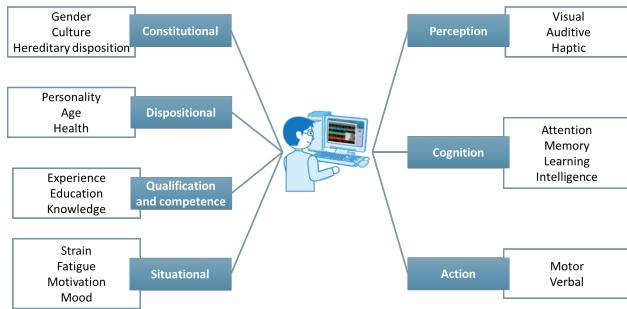 Gender
Culture
Hereditary disposition
Constitutional
Personality
Age
Health
Dispositional
Experience
Education
Knowledge
Qualification
and competence
Strain
Fatigue
Motivation
Mood
Situational
Perception
Visual
Auditive
Haptic
Cognition
Attention
Memory
Learning
Intelligence
Action
Motor
Verbal